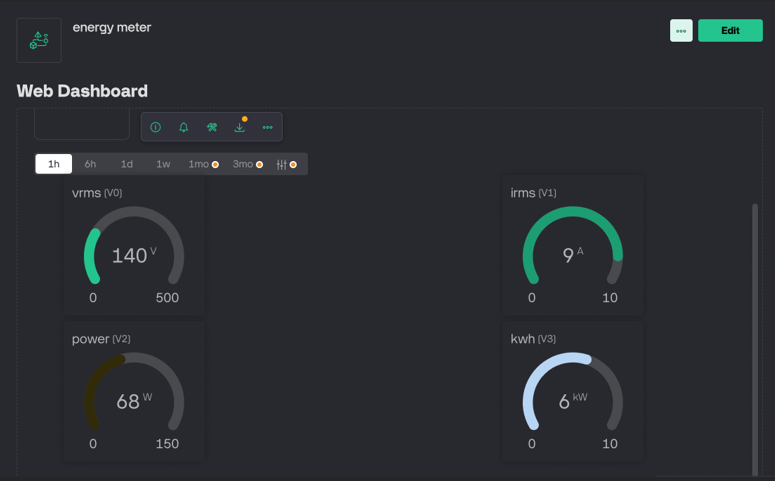 energy meter
Edit
Web Dashboard
1h 6h 1d 1w 1mo 3mo
vrms (V0)
140 V
0 500
irms (V1)
9 A
0 10
power (V2)
68 W
0 150
kwh (V3)
6 kW
0 10